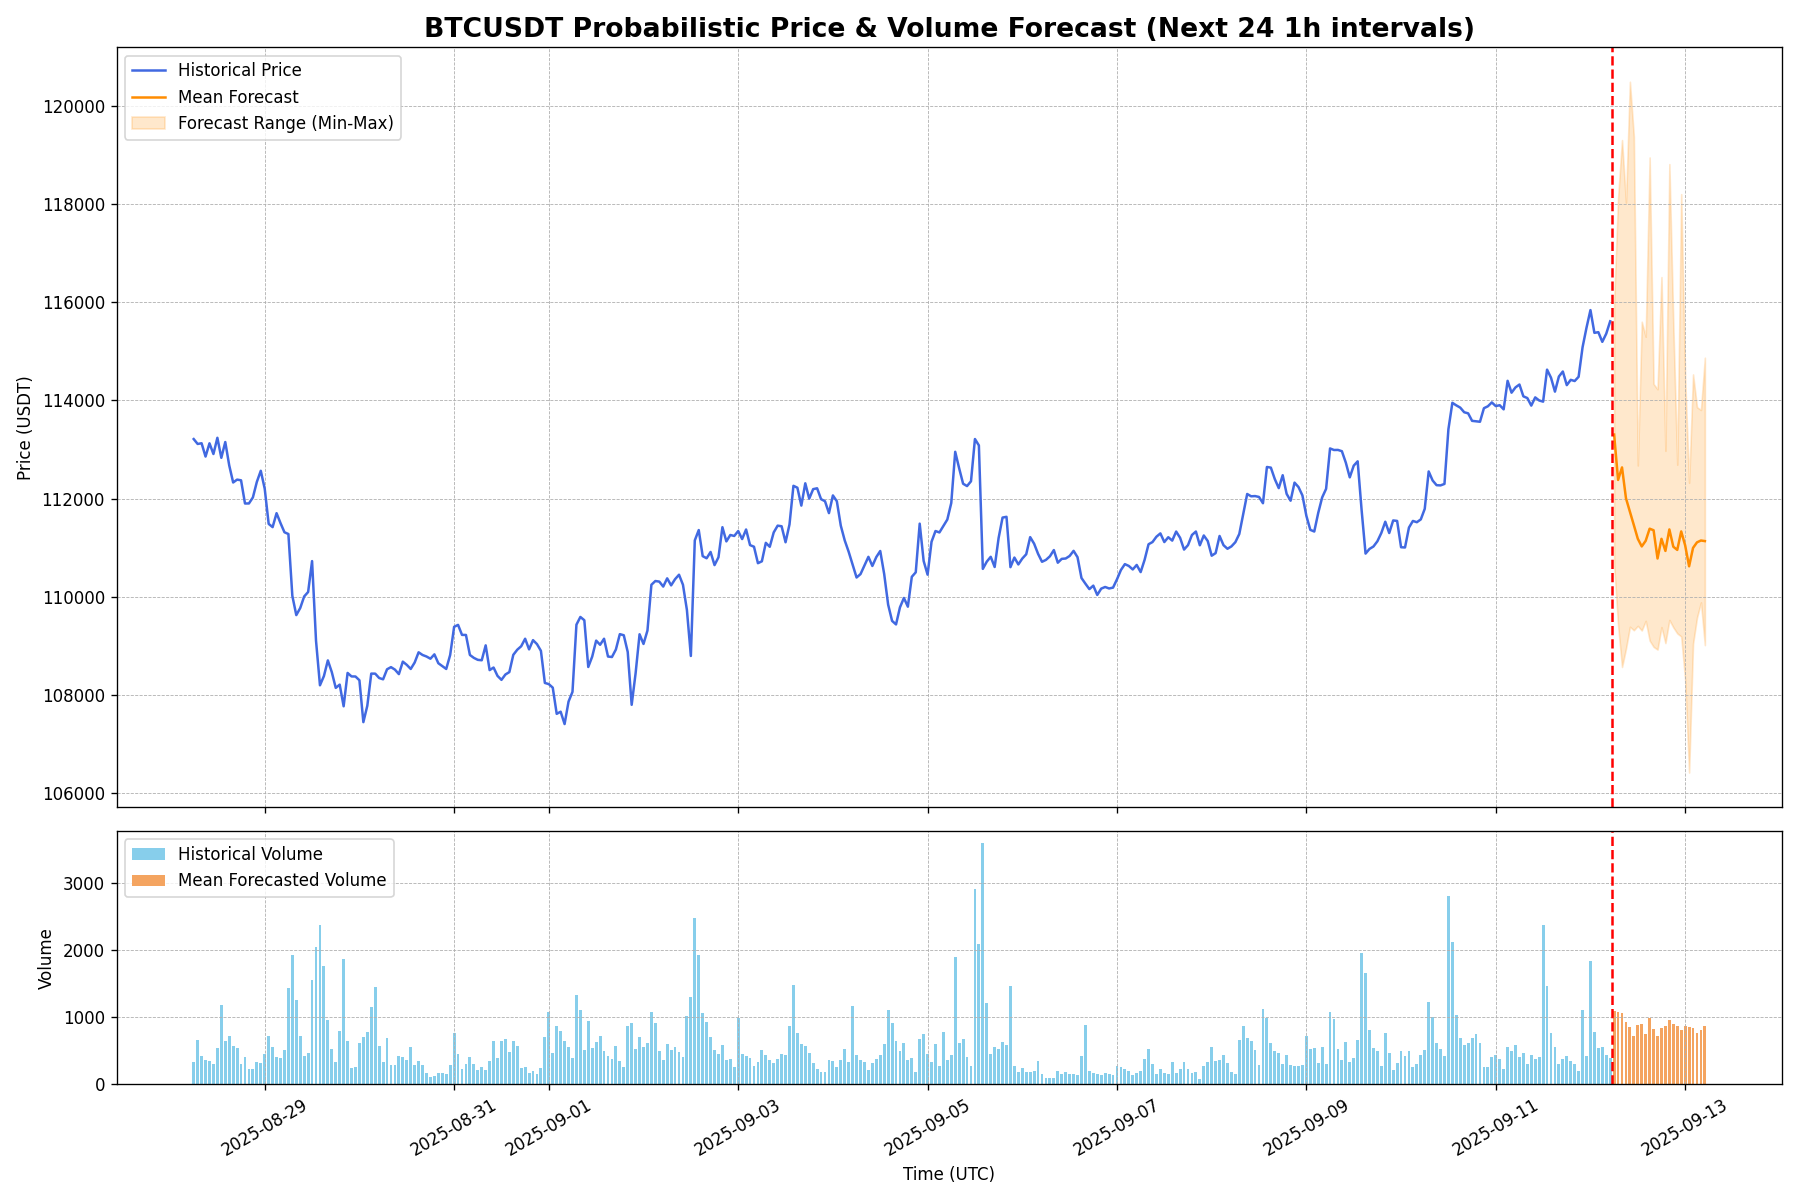 BTCUSDT Probabilistic Price & Volume Forecast (Next 24 1h intervals)
Historical Price
Mean Forecast
Forecast Range (Min-Max)
Price (USDT)
120000
118000
116000
114000
112000
110000
108000
106000
Historical Volume
Mean Forecasted Volume
Volume
3000
2000
1000
0
2025-08-29
2025-08-31
2025-09-01
2025-09-03
2025-09-05
2025-09-07
2025-09-09
2025-09-11
2025-09-13
Time (UTC)